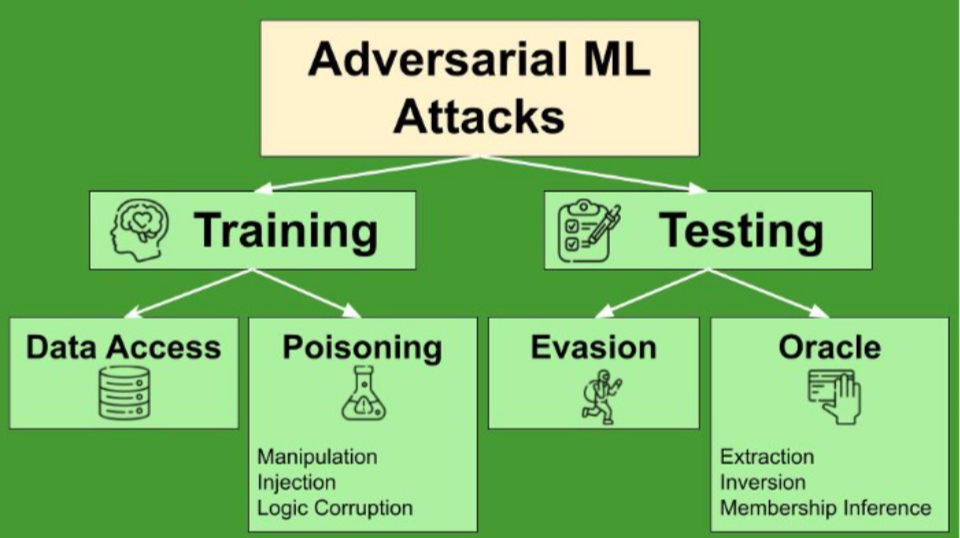 Adversarial ML
Attacks
Training
Testing
Data Access
Poisoning
Manipulation
Injection
Logic Corruption
Evasion
Oracle
Extraction
Inversion
Membership Inference